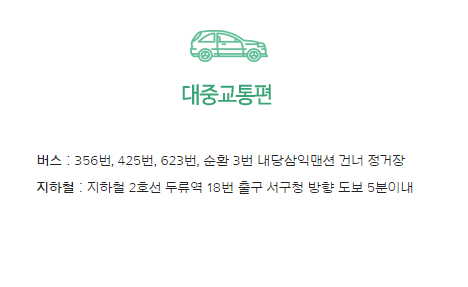 대중교통편
버스 : 356번, 425번, 623번, 순환 3번 내당삼익맨션 건너 정거장
지하철 : 지하철 2호선 두류역 18번 출구 서구청 방향 도보 5분이내